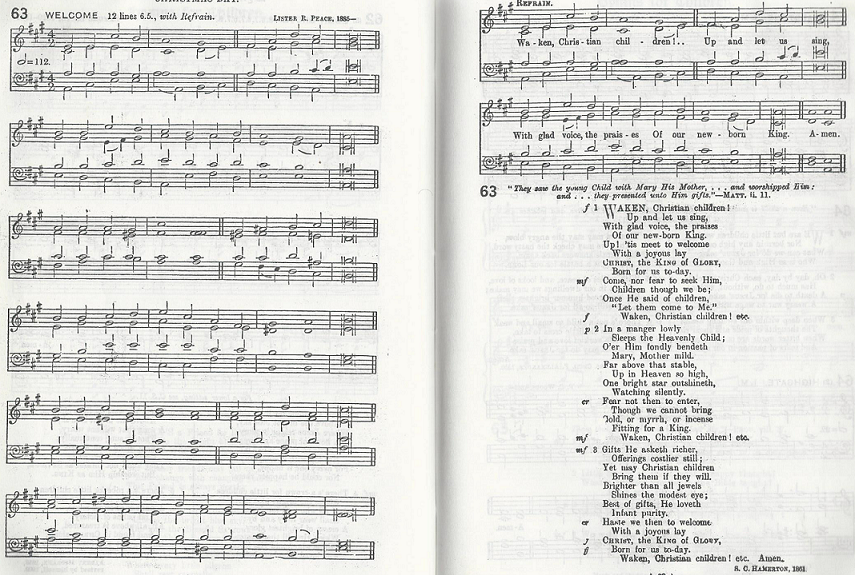 CHRISTMAS DAY.
63 WELCOME 12 lines 6.5., with Refrain. LISTER R. PEACE, 1885—
=112.
REFRAIN.
Wa-ken, Chris-tian chil-dren!.. Up and let us sing,
With glad voice, the prais-es Of our new-born King. A-men.
63 "They saw the young Child with Mary His Mother, . . . and worshipped Him:
and . . . they presented unto Him gifts."—MATT. ii. 11.
f 1 WAKEN, Christian children!
Up and let us sing,
With glad voice, the praises
Of our new-born King.
Up! 'tis meet to welcome
With a joyous lay
CHRIST, the KING of GLORY,
Born for us to-day.
mf Come, nor fear to seek Him,
Children though we be;
Once He said of children,
"Let them come to Me."
f Waken, Christian children! etc.
p 2 In a manger lowly
Sleeps the Heavenly Child;
O'er Him fondly bendeth
Mary, Mother mild.
Far above that stable,
Up in Heaven so high,
One bright star outshineth,
Watching silently.
cr Fear not then to enter,
Though we cannot bring
Gold, or myrrh, or incense
Fitting for a King.
mf Waken, Christian children! etc.
mf 3 Gifts He asketh richer,
Offerings costlier still;
Yet may Christian children
Bring them if they will.
Brighter than all jewels
Shines the modest eye;
Best of gifts, He loveth
Infant purity.
cr Haste we then to welcome
With a joyous lay
f CHRIST, the KING of GLORY,
Born for us to-day.
Waken, Christian children! etc. Amen.
S. C. HAMERTON, 1861.